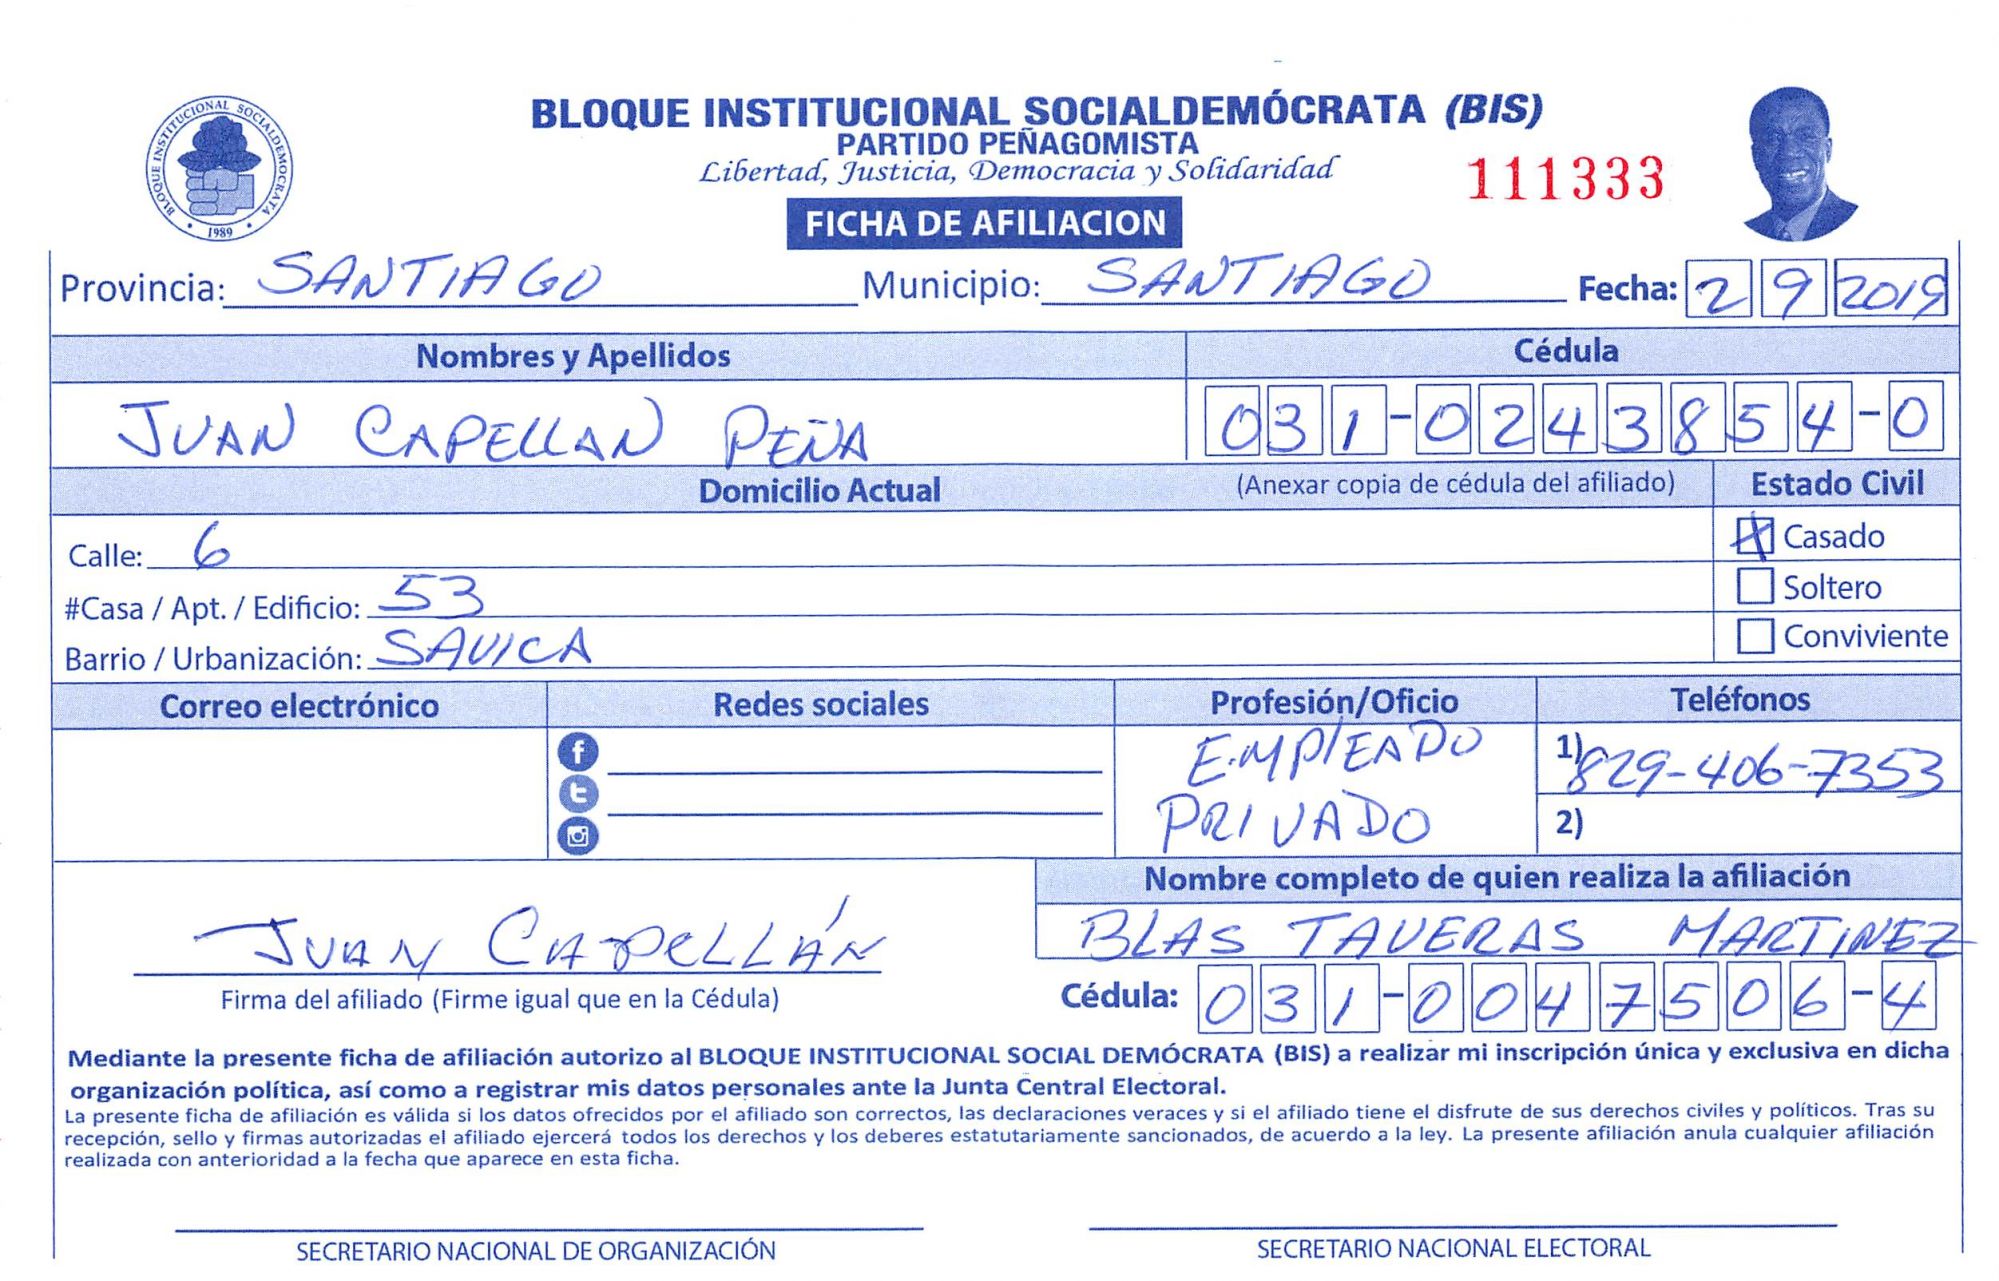 BLOQUE INSTITUCIONAL SOCIALDEMOCRATA
1989
BLOQUE INSTITUCIONAL SOCIALDEMÓCRATA (BIS)
PARTIDO PEÑAGOMISTA
Libertad, Justicia, Democracia y Solidaridad
111333
FICHA DE AFILIACION
Provincia: SANTIAGO Municipio: SANTIAGO Fecha: 2 9 2019
Nombres y Apellidos Cédula
JUAN CAPELLAN PEÑA 031-0243854-0
Domicilio Actual (Anexar copia de cédula del afiliado) Estado Civil
Calle: 6 X Casado
#Casa / Apt. / Edificio: 53 Soltero
Barrio / Urbanización: SAVICA Conviviente
Correo electrónico Redes sociales Profesión/Oficio Teléfonos
EMPLEADO 1) 829-406-7353
PRIVADO 2)
Nombre completo de quien realiza la afiliación
JUAN CAPELLÁN BLAS TAVERAS MARTINEZ
Firma del afiliado (Firme igual que en la Cédula) Cédula: 031-0047506-4
Mediante la presente ficha de afiliación autorizo al BLOQUE INSTITUCIONAL SOCIAL DEMÓCRATA (BIS) a realizar mi inscripción única y exclusiva en dicha
organización política, así como a registrar mis datos personales ante la Junta Central Electoral.
La presente ficha de afiliación es válida si los datos ofrecidos por el afiliado son correctos, las declaraciones veraces y si el afiliado tiene el disfrute de sus derechos civiles y políticos. Tras su
recepción, sello y firmas autorizadas el afiliado ejercerá todos los derechos y los deberes estatutariamente sancionados, de acuerdo a la ley. La presente afiliación anula cualquier afiliación
realizada con anterioridad a la fecha que aparece en esta ficha.
SECRETARIO NACIONAL DE ORGANIZACIÓN SECRETARIO NACIONAL ELECTORAL